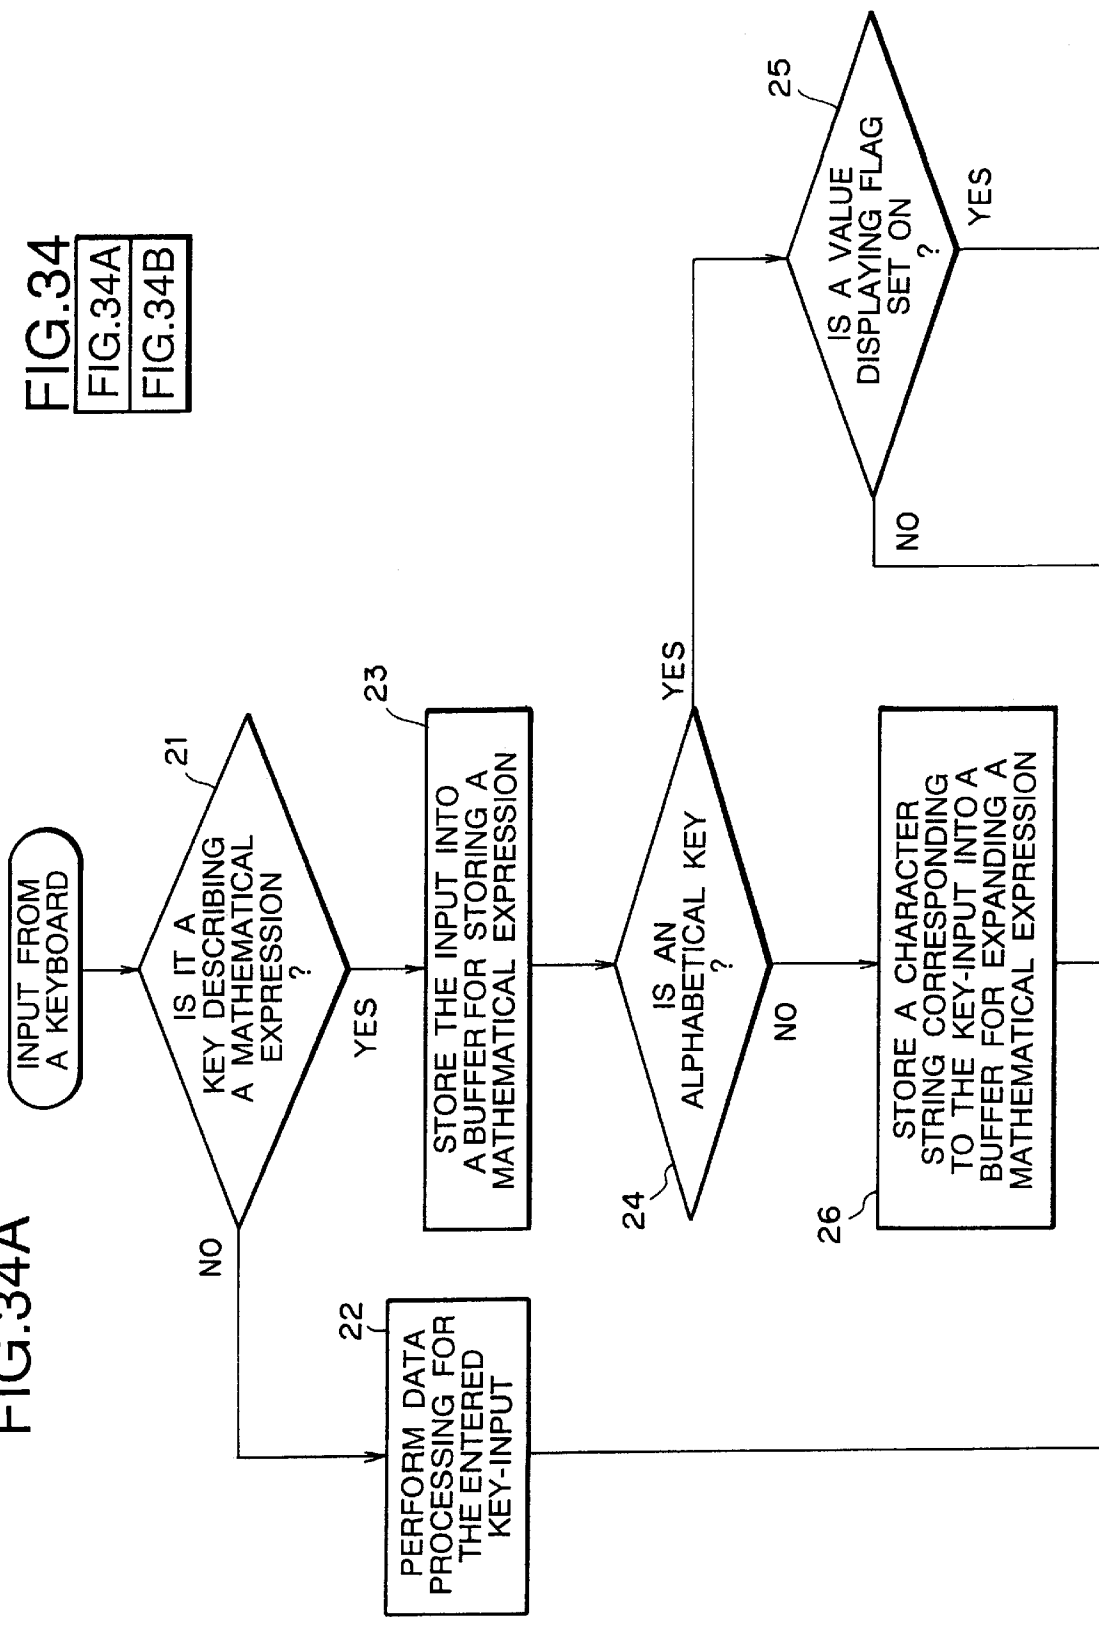 FIG.34A
FIG.34
FIG.34A
FIG.34B
INPUT FROM
A KEYBOARD
21
IS IT A
KEY DESCRIBING
A MATHEMATICAL
EXPRESSION
?
NO
YES
22
PERFORM DATA
PROCESSING FOR
THE ENTERED
KEY-INPUT
23
STORE THE INPUT INTO
A BUFFER FOR STORING A
MATHEMATICAL EXPRESSION
24
IS AN
ALPHABETICAL KEY
?
YES
NO
25
IS A VALUE
DISPLAYING FLAG
SET ON
?
NO
YES
26
STORE A CHARACTER
STRING CORRESPONDING
TO THE KEY-INPUT INTO A
BUFFER FOR EXPANDING A
MATHEMATICAL EXPRESSION